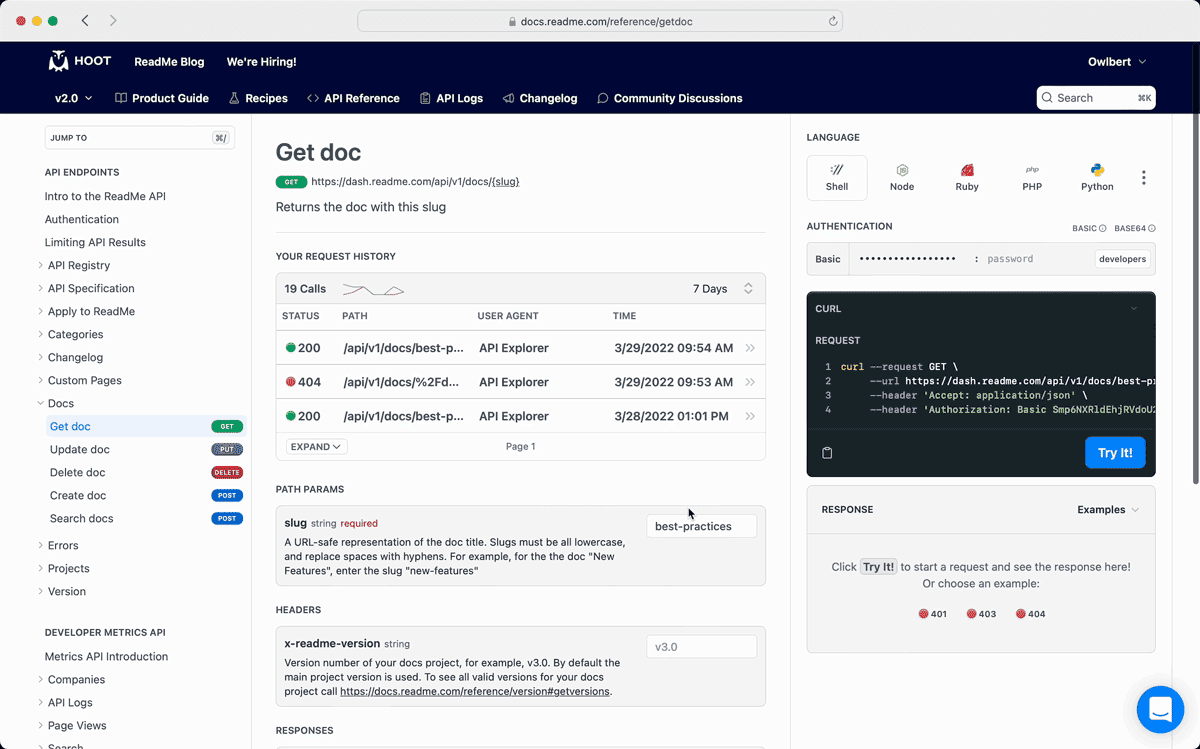 docs.readme.com/reference/getdoc
HOOT
ReadMe Blog
We're Hiring!
Owlbert
v2.0
Product Guide
Recipes
API Reference
API Logs
Changelog
Community Discussions
Search
⌘K
JUMP TO
⌘/
API ENDPOINTS
Intro to the ReadMe API
Authentication
Limiting API Results
API Registry
API Specification
Apply to ReadMe
Categories
Changelog
Custom Pages
Docs
Get doc GET
Update doc PUT
Delete doc DELETE
Create doc POST
Search docs POST
Errors
Projects
Version
DEVELOPER METRICS API
Metrics API Introduction
Companies
API Logs
Page Views
Search
Get doc
GET https://dash.readme.com/api/v1/docs/{slug}
Returns the doc with this slug
YOUR REQUEST HISTORY
19 Calls
7 Days
STATUS PATH USER AGENT TIME
200 /api/v1/docs/best-p... API Explorer 3/29/2022 09:54 AM
404 /api/v1/docs/%2Fd... API Explorer 3/29/2022 09:53 AM
200 /api/v1/docs/best-p... API Explorer 3/28/2022 01:01 PM
EXPAND
Page 1
PATH PARAMS
slug string required
A URL-safe representation of the doc title. Slugs must be all lowercase,
and replace spaces with hyphens. For example, for the the doc "New
Features", enter the slug "new-features"
best-practices
HEADERS
x-readme-version string
Version number of your docs project, for example, v3.0. By default the
main project version is used. To see all valid versions for your docs
project call https://docs.readme.com/reference/version#getversions.
v3.0
RESPONSES
LANGUAGE
Shell
Node
php
Ruby
PHP
Python
AUTHENTICATION
BASIC
BASE64
Basic
••••••••••••••••• : password
developers
CURL
REQUEST
1 curl --request GET \
2 --url https://dash.readme.com/api/v1/docs/best-pr
3 --header 'Accept: application/json' \
4 --header 'Authorization: Basic Smp6NXRldEhjRVdoU2
Try It!
RESPONSE
Examples
Click Try It! to start a request and see the response here!
Or choose an example:
401
403
404